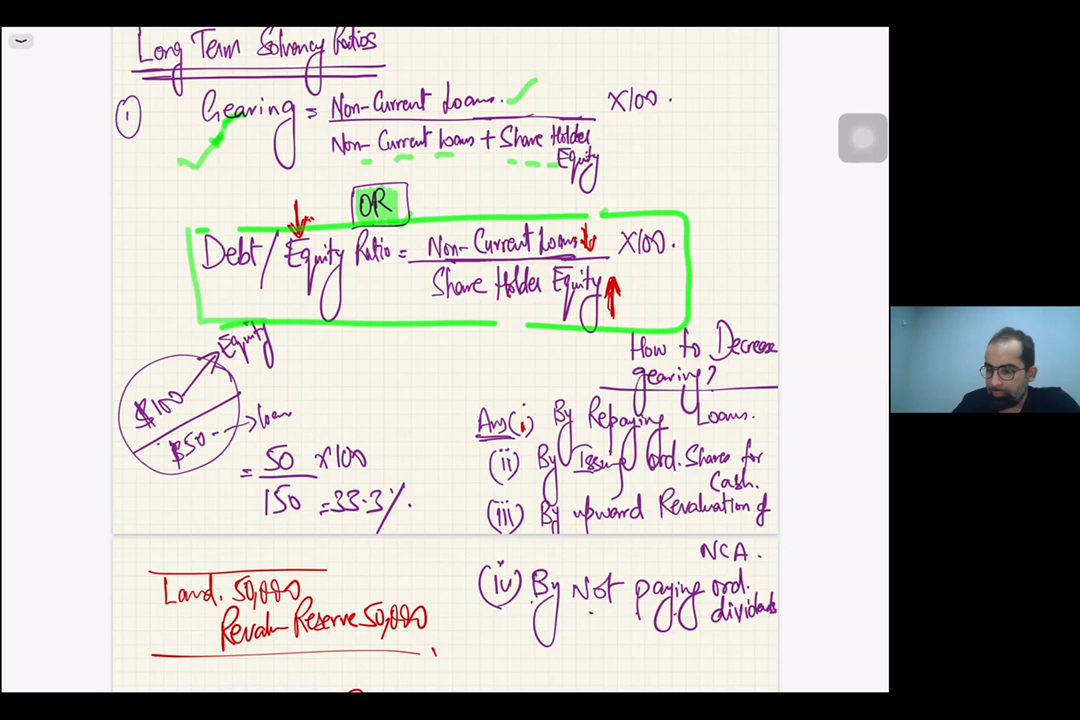 Long Term Solvency Ratios
① Gearing = Non-Current Loans. X100.
Non-Current loans + Share Holder
Equity
OR
Debt/Equity Ratio = Non-Current Loans X100.
Share Holder Equity
Equity
$100
$50 loan
= 50 X100
150 = 33.3%.
How to Decrease
gearing?
Ans (i) By Repaying Loans.
(ii) By Issuing ord. Shares for
Cash.
(iii) By upward Revaluation of
NCA.
(iv) By Not paying ord.
dividends
Land. 50,000
Revalu Reserve 50,000